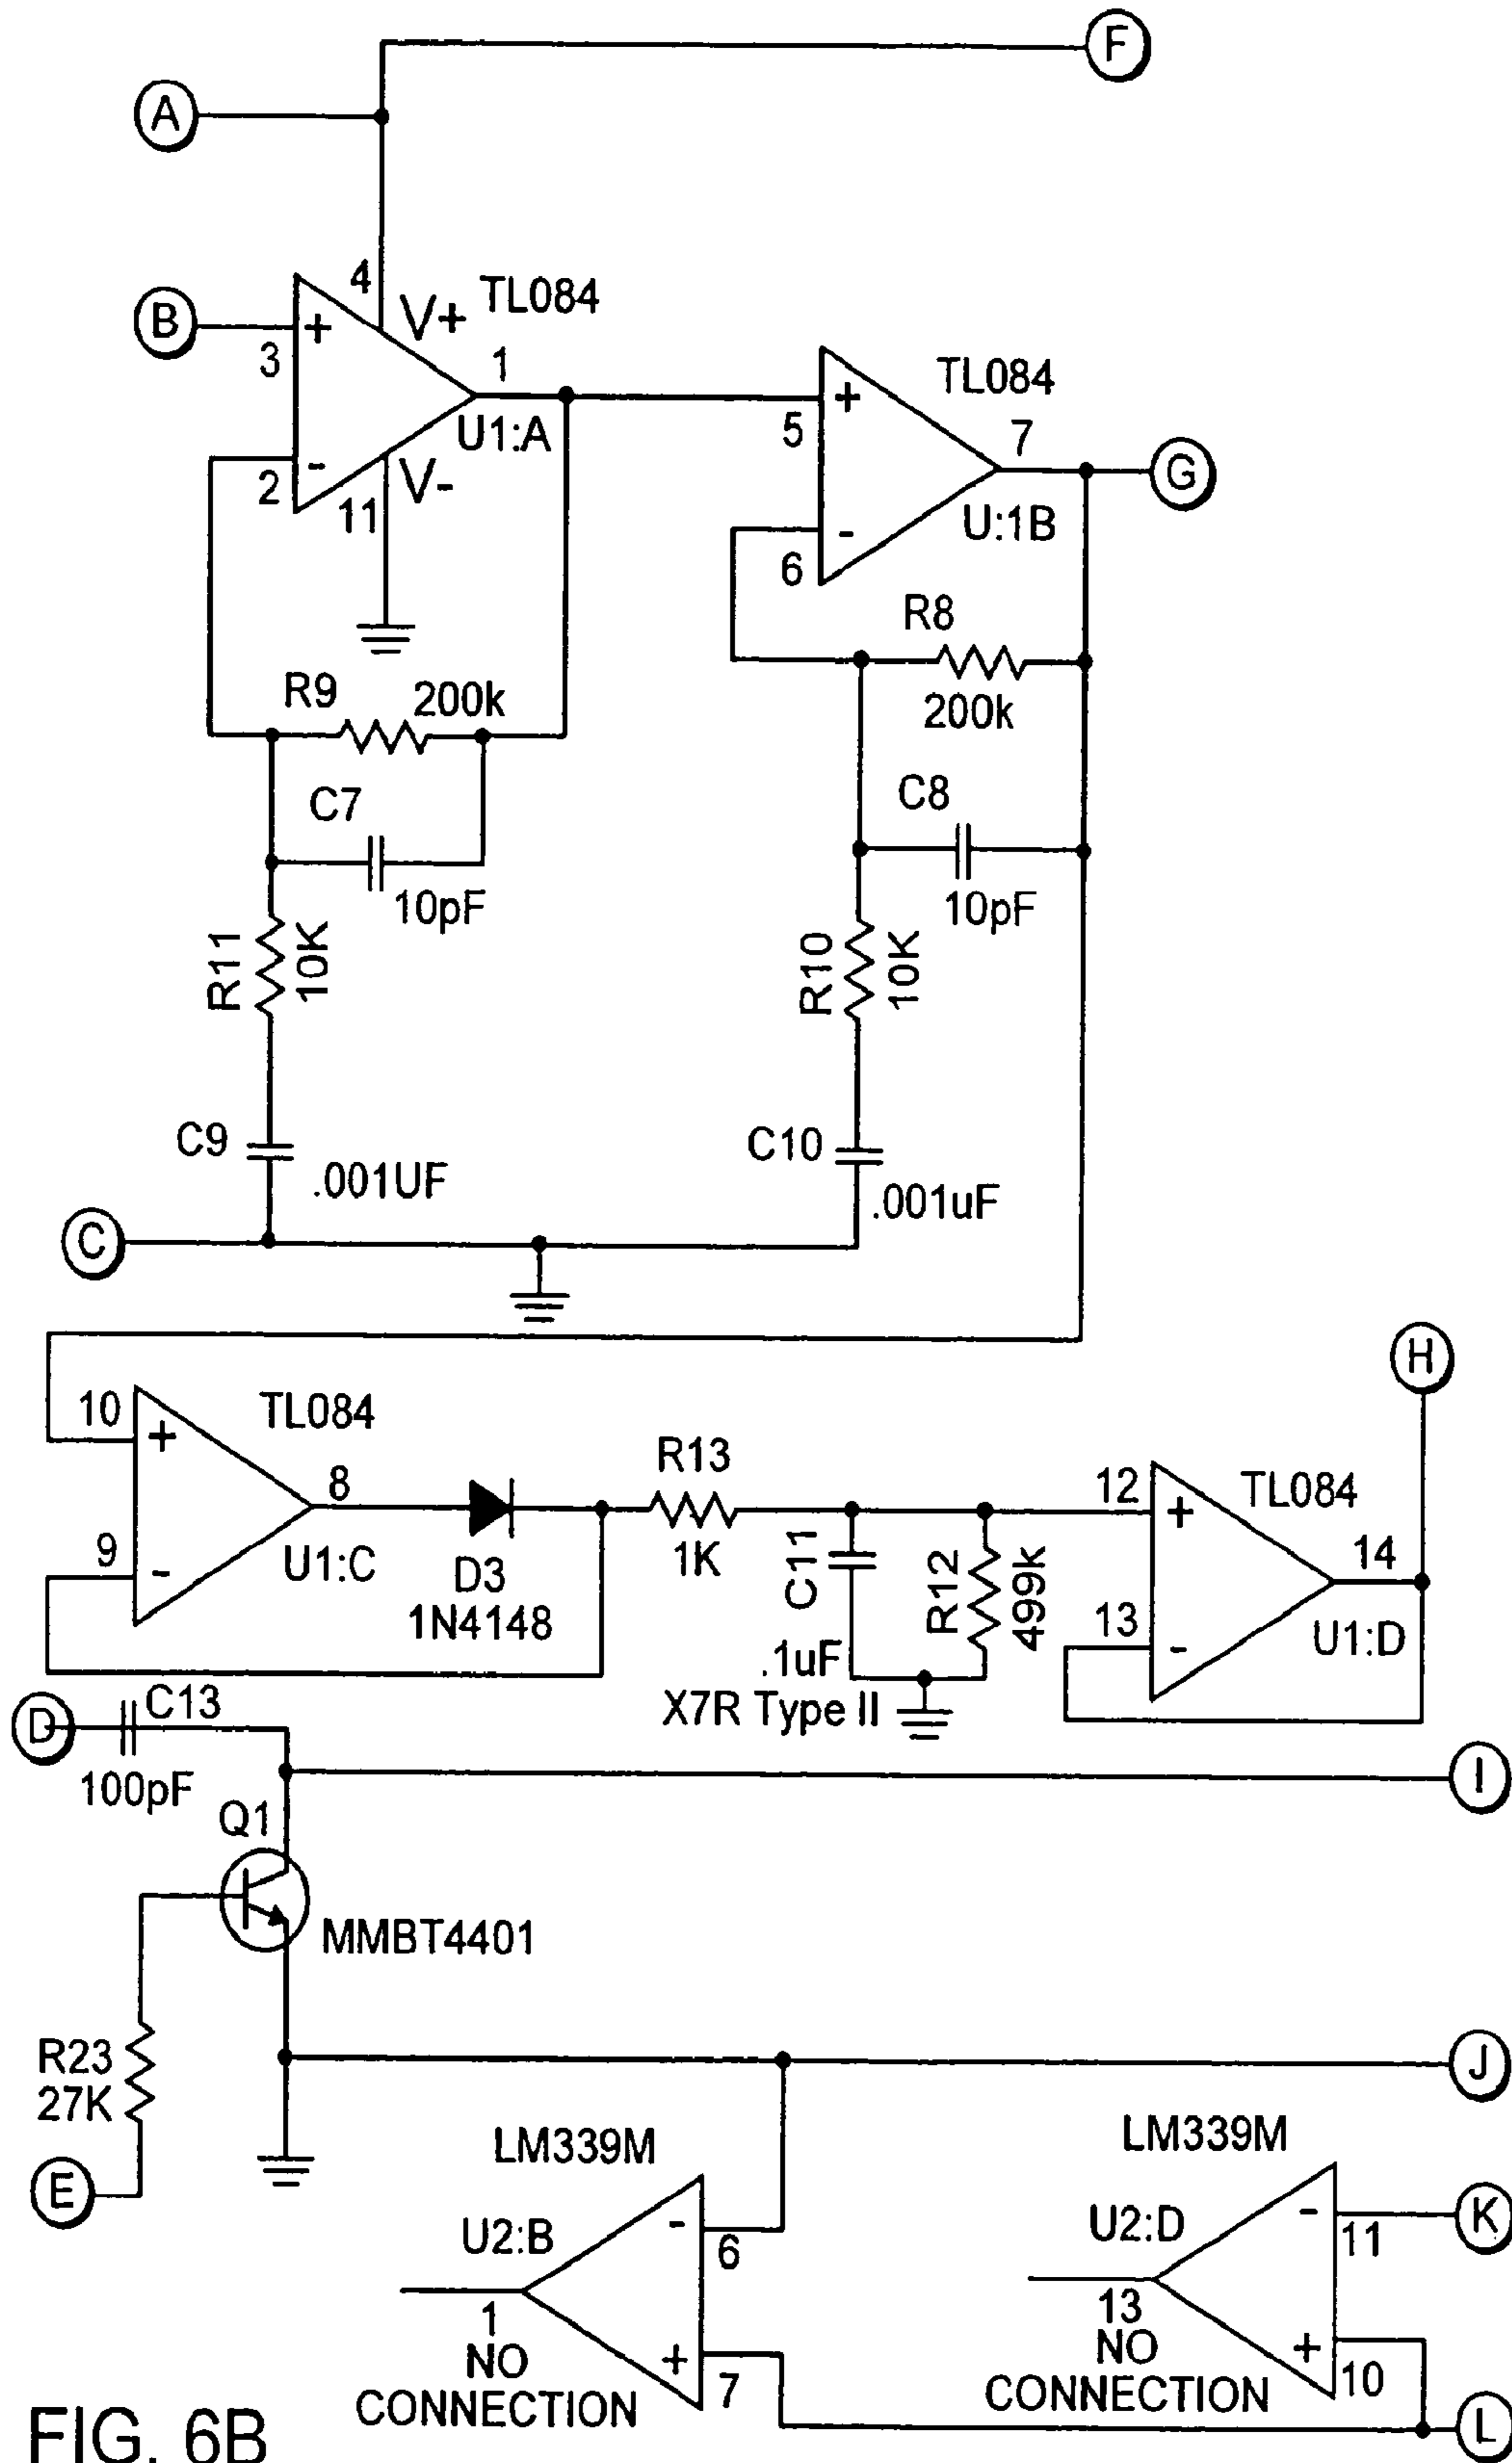 F
A
4
V+
TL084
B
+
3
1
TL084
+
5
7
U1:A
G
-
2
V-
11
U:1B
-
6
R8
R9
200k
200k
C7
C8
10pF
10pF
R11
10K
R10
10K
C9
.001UF
C10
.001uF
C
H
10
TL084
+
R13
8
12
TL084
+
9
-
U1:C
D3
1N4148
1K
C11
R12
499k
14
13
-
U1:D
.1uF
X7R Type II
D
C13
100pF
I
Q1
MMBT4401
R23
27K
J
LM339M
LM339M
E
U2:B
-
6
U2:D
-
11
K
1
NO
CONNECTION
+
7
13
NO
CONNECTION
+
10
L
FIG. 6B